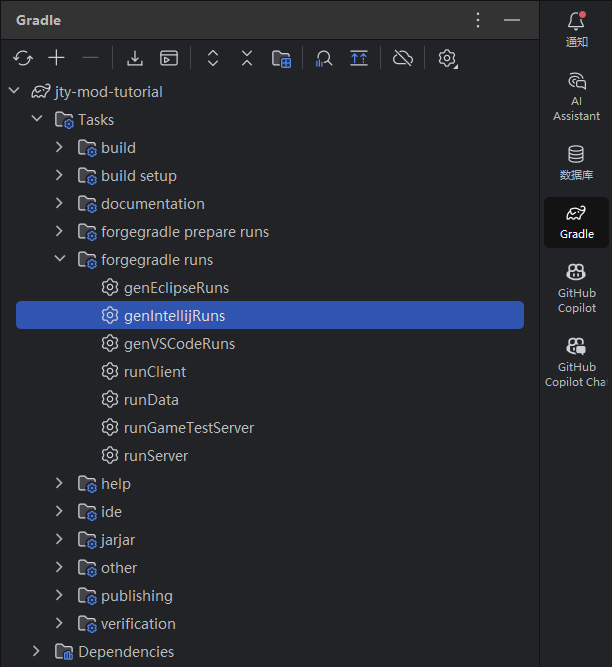 Gradle
jty-mod-tutorial
Tasks
build
build setup
documentation
forgegradle prepare runs
forgegradle runs
genEclipseRuns
genIntellijRuns
genVSCodeRuns
runClient
runData
runGameTestServer
runServer
help
ide
jarjar
other
publishing
verification
Dependencies
通知
AI
Assistant
数据库
Gradle
GitHub
Copilot
GitHub
Copilot Cha